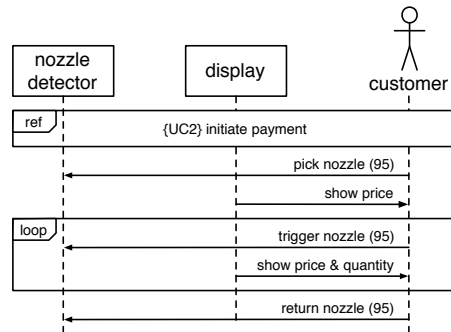 nozzle
detector
display
customer
ref
{UC2} initiate payment
pick nozzle (95)
show price
loop
trigger nozzle (95)
show price & quantity
return nozzle (95)